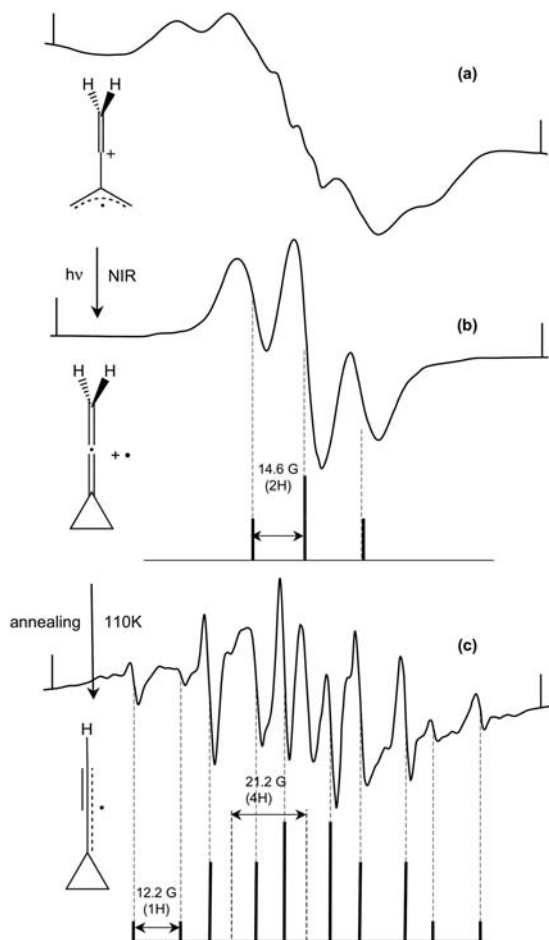 (a)
H H
+
•
hν NIR
(b)
H H
•
+ •
14.6 G
(2H)
annealing 110K
(c)
H
•
21.2 G
(4H)
12.2 G
(1H)